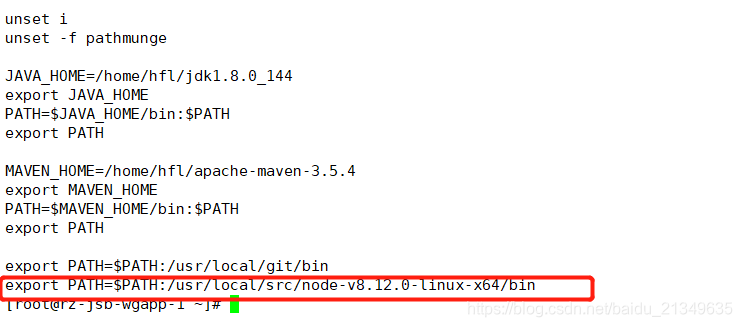 unset i
unset -f pathmunge
JAVA_HOME=/home/hfl/jdk1.8.0_144
export JAVA_HOME
PATH=$JAVA_HOME/bin:$PATH
export PATH
MAVEN_HOME=/home/hfl/apache-maven-3.5.4
export MAVEN_HOME
PATH=$MAVEN_HOME/bin:$PATH
export PATH
export PATH=$PATH:/usr/local/git/bin
export PATH=$PATH:/usr/local/src/node-v8.12.0-linux-x64/bin
[root@rz-jsb-wgapp-1 ~]#
https://blog.csdn.net/baidu_21349635